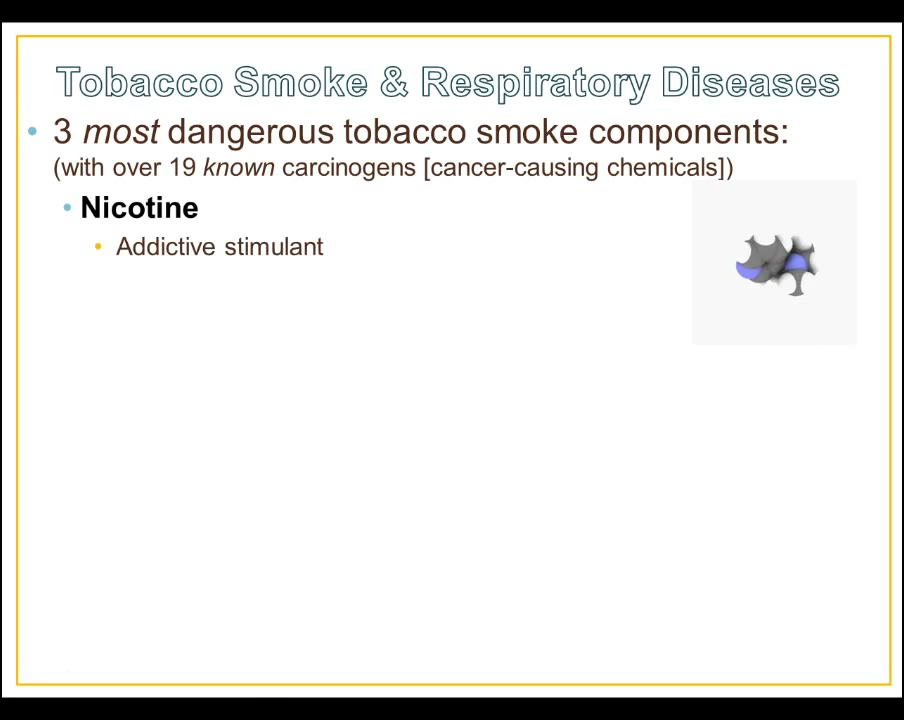 Tobacco Smoke & Respiratory Diseases
• 3 most dangerous tobacco smoke components:
(with over 19 known carcinogens [cancer-causing chemicals])
• Nicotine
• Addictive stimulant